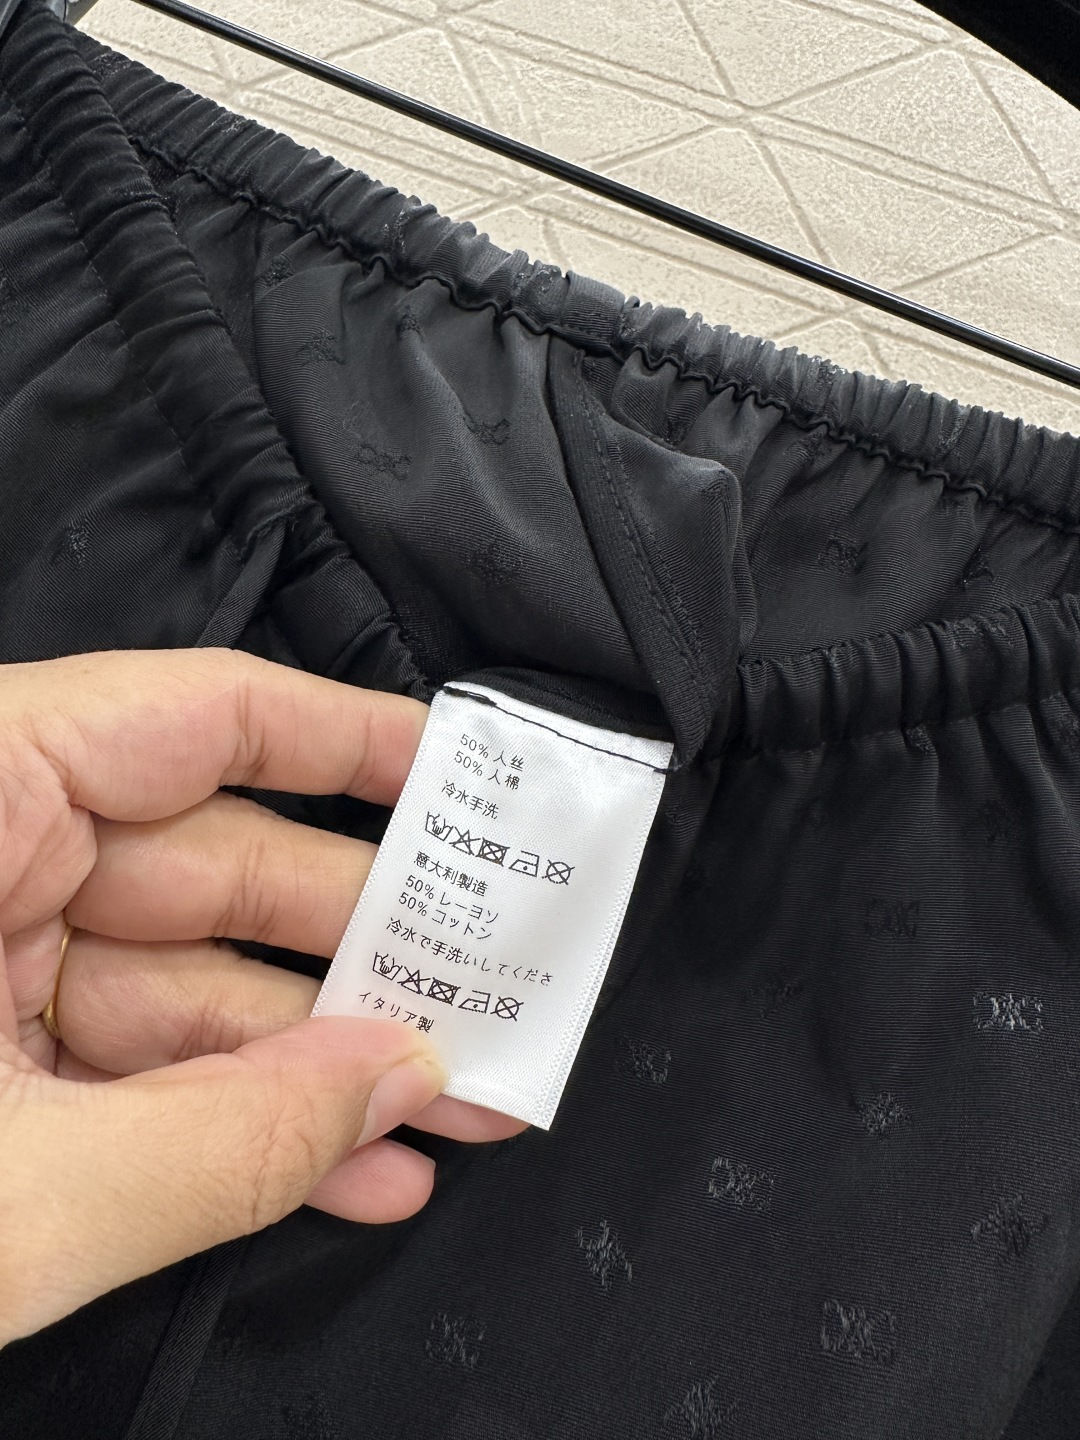 50% 人丝
50% 人棉
冷水手洗
意大利製造
50% レーヨン
50% コットン
冷水で手洗いしてくださ
イタリア製